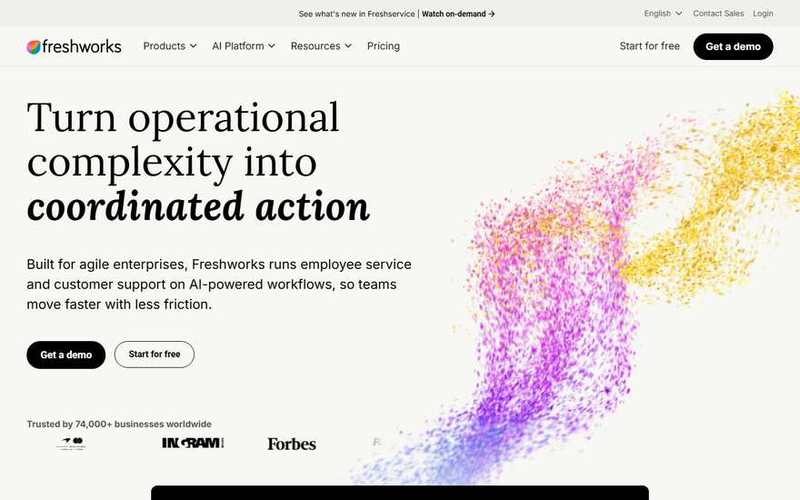 See what's new in Freshservice | Watch on-demand →
English
Contact Sales
Login
freshworks
Products
AI Platform
Resources
Pricing
Start for free
Get a demo
Turn operational
complexity into
coordinated action
Built for agile enterprises, Freshworks runs employee service
and customer support on AI-powered workflows, so teams
move faster with less friction.
Get a demo
Start for free
Trusted by 74,000+ businesses worldwide
INGRAM
Forbes